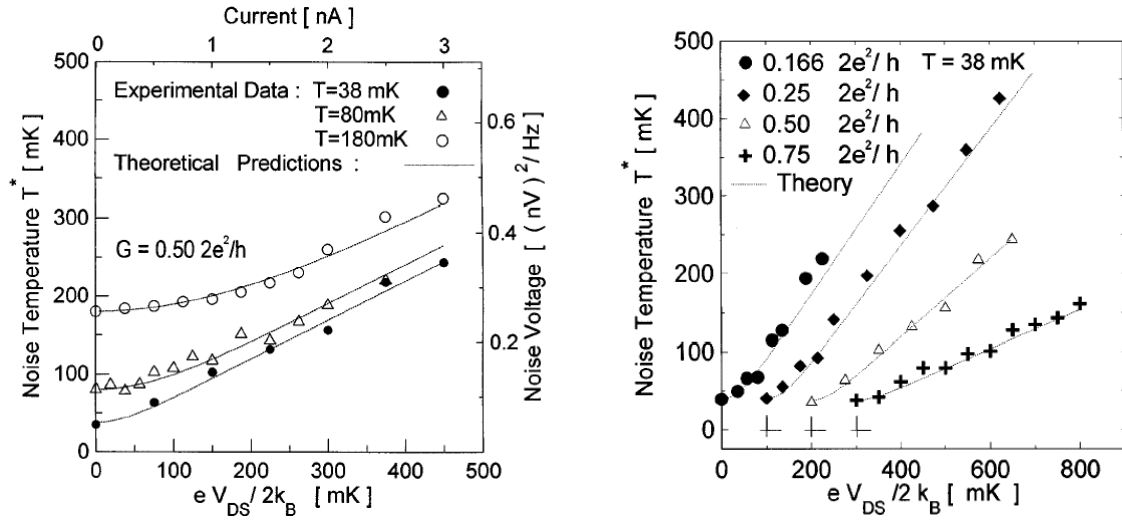 Current [ nA ]
0 1 2 3
500
400
300
200
100
0
Noise Temperature T* [ mK ]
Experimental Data : T=38 mK
T=80mK
T=180mK
Theoretical Predictions :
G = 0.50 2e²/h
0.6
0.4
0.2
Noise Voltage [ (nV)²/Hz ]
0 100 200 300 400 500
e V_DS / 2k_B [ mK ]
500
400
300
200
100
0
Noise Temperature T* [ mK ]
0.166 2e²/ h T = 38 mK
0.25 2e²/ h
0.50 2e²/ h
0.75 2e²/ h
Theory
0 200 400 600 800
e V_DS /2 k_B [ mK ]